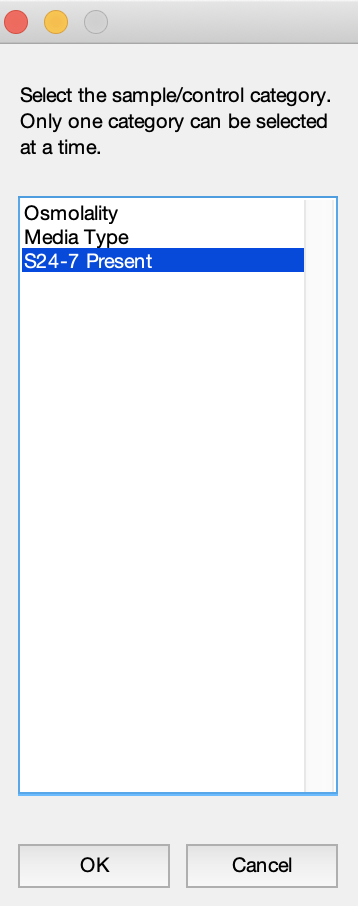 Select the sample/control category.
Only one category can be selected
at a time.
Osmolality
Media Type
S24-7 Present
OK
Cancel